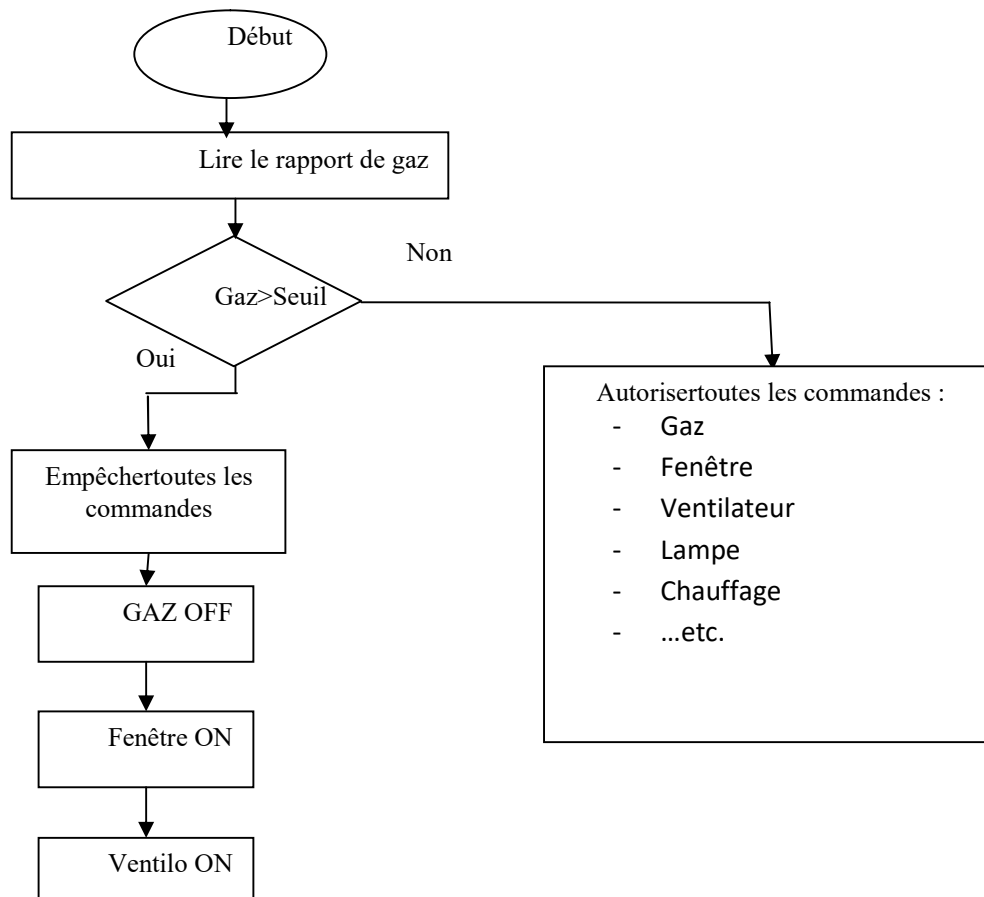 Début
Lire le rapport de gaz
Non
Gaz>Seuil
Oui
Autorisertoutes les commandes :
- Gaz
- Fenêtre
- Ventilateur
- Lampe
- Chauffage
- ...etc.
Empêchertoutes les
commandes
GAZ OFF
Fenêtre ON
Ventilo ON